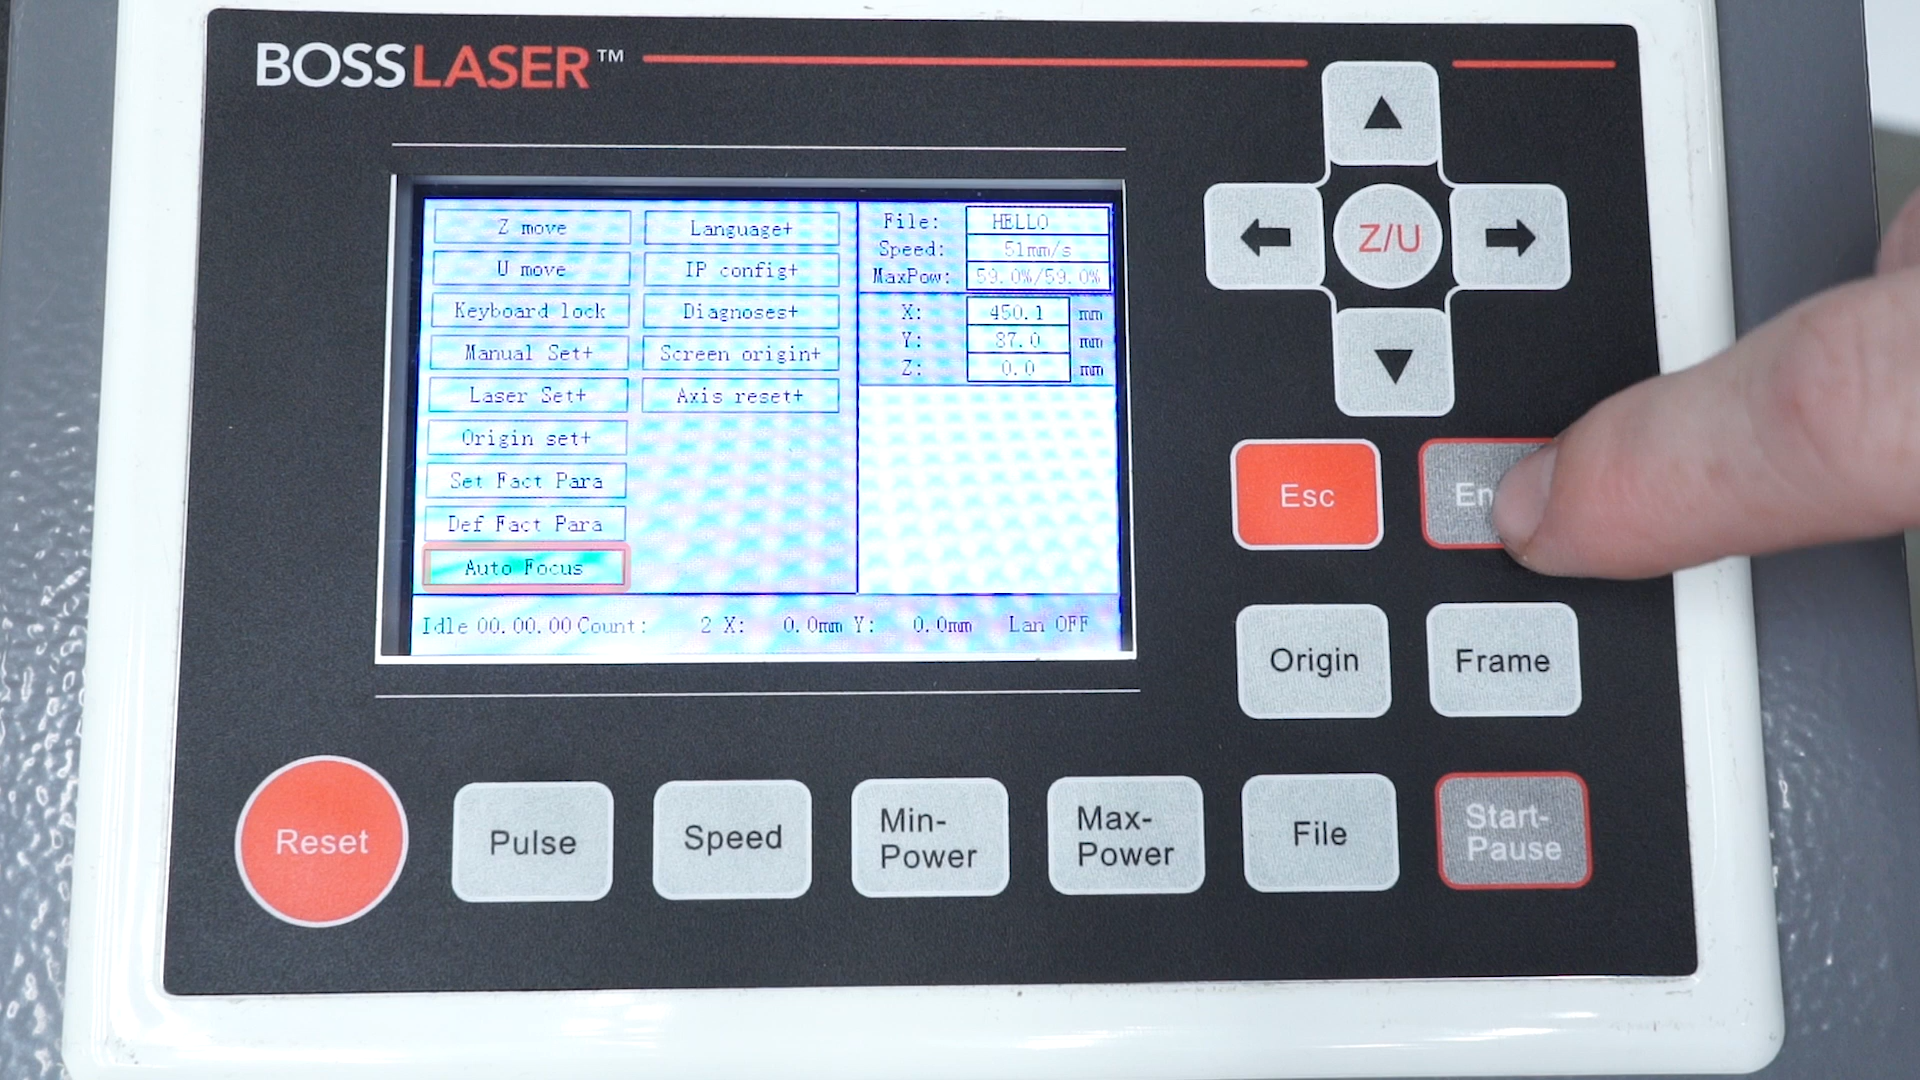 BOSSLASER™
Z move
U move
Keyboard lock
Manual Set+
Laser Set+
Origin set+
Set Fact Para
Def Fact Para
Auto Focus
Language+
IP config+
Diagnoses+
Screen origin+
Axis reset+
File: HELLO
Speed: 51mm/s
MaxPow: 59.0%/59.0%
X: 450.1 mm
Y: 87.0 mm
Z: 0.0 mm
Idle 00.00.00 Count: 2 X: 0.0mm Y: 0.0mm Lan OFF
Z/U
Esc
Origin
Frame
Reset
Pulse
Speed
Min-
Power
Max-
Power
File
Start-
Pause